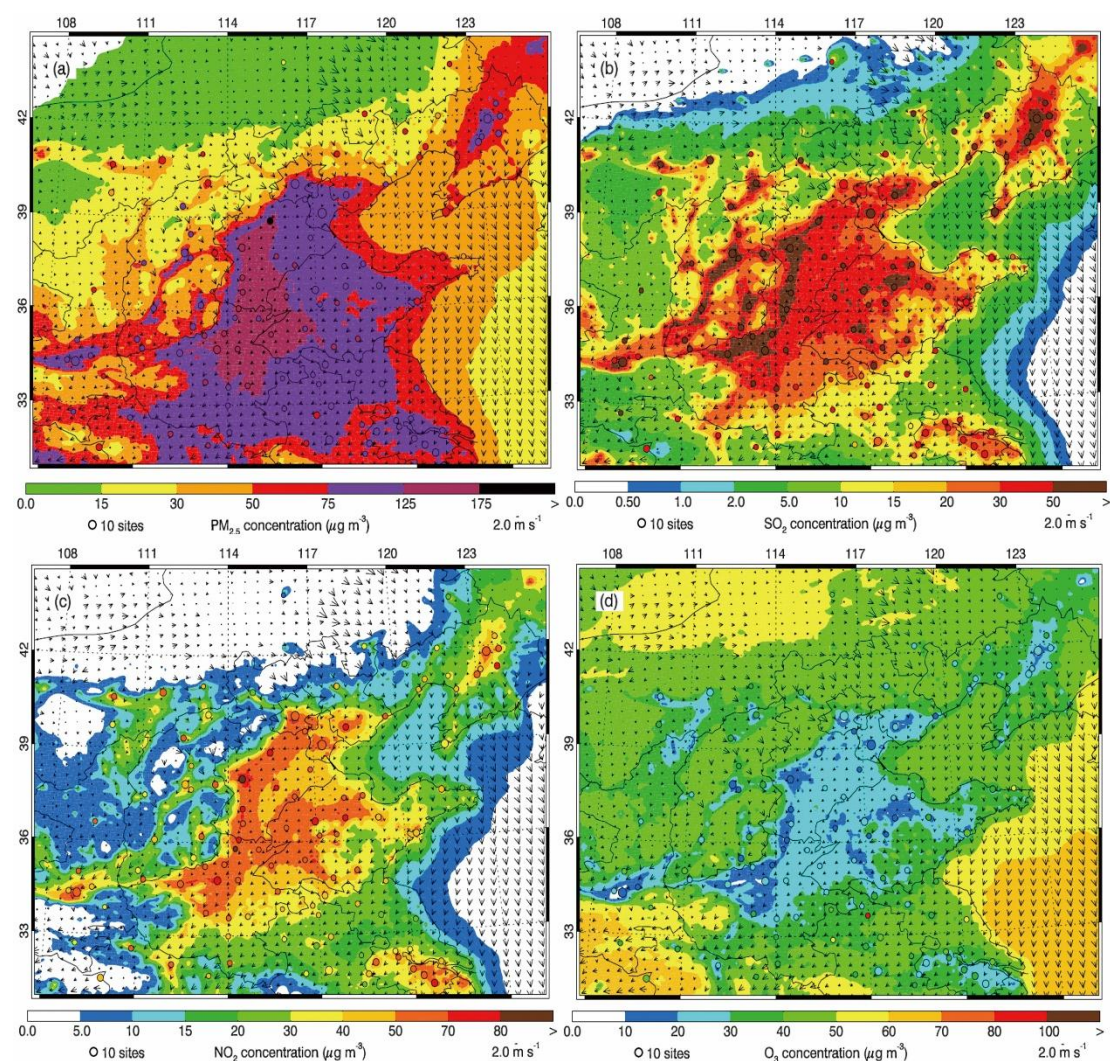 108 111 114 117 120 123
108 111 114 117 120 123
(a)
(b)
42
39
36
33
42
39
36
33
0.0 15 30 50 75 125 175 >
O 10 sites PM2.5 concentration (μg m-3) 2.0 m s-1
0.0 0.50 1.0 2.0 5.0 10 15 20 30 50 >
O 10 sites SO2 concentration (μg m-3) 2.0 m s-1
108 111 114 117 120 123
108 111 114 117 120 123
(c)
(d)
42
39
36
33
42
39
36
33
0.0 5.0 10 15 20 30 40 50 70 80 >
O 10 sites NO2 concentration (μg m-3) 2.0 m s-1
0.0 10 20 30 40 50 60 70 80 100 >
O 10 sites O3 concentration (μg m-3) 2.0 m s-1